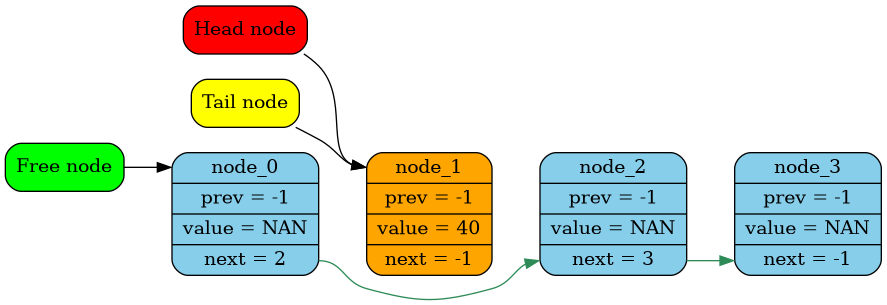 Head node
Tail node
Free node
node_0
prev = -1
value = NAN
next = 2
node_1
prev = -1
value = 40
next = -1
node_2
prev = -1
value = NAN
next = 3
node_3
prev = -1
value = NAN
next = -1